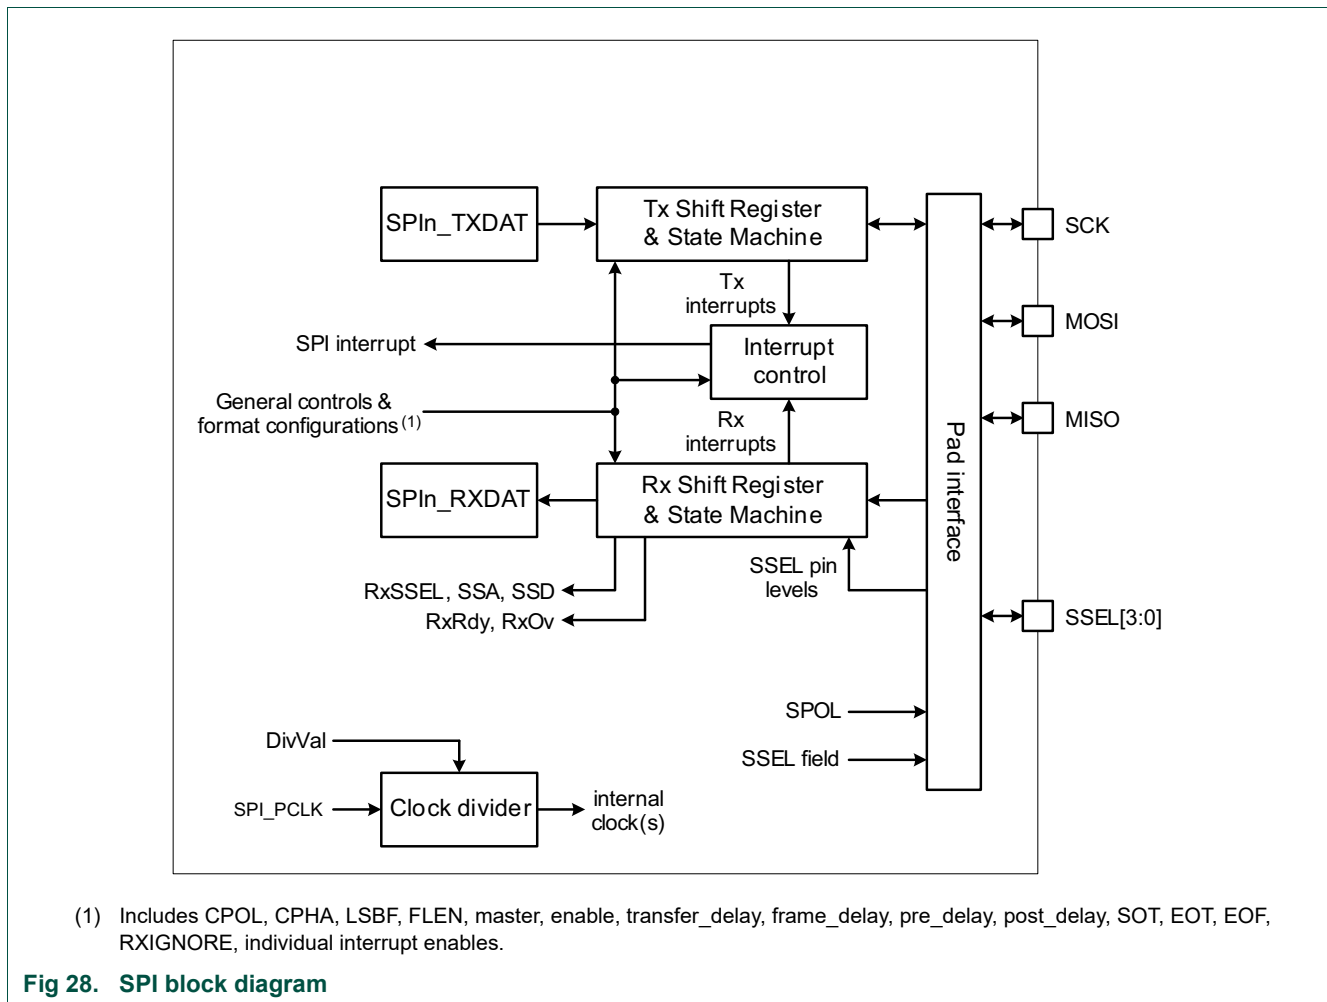 SPIn_TXDAT
Tx Shift Register
& State Machine
SCK
Tx
interrupts
MOSI
SPI interrupt
Interrupt
control
General controls &
format configurations(1)
Rx
interrupts
MISO
Pad interface
SPIn_RXDAT
Rx Shift Register
& State Machine
RxSSEL, SSA, SSD
RxRdy, RxOv
SSEL pin
levels
SSEL[3:0]
SPOL
SSEL field
DivVal
SPI_PCLK
Clock divider
internal
clock(s)
(1) Includes CPOL, CPHA, LSBF, FLEN, master, enable, transfer_delay, frame_delay, pre_delay, post_delay, SOT, EOT, EOF,
RXIGNORE, individual interrupt enables.
Fig 28. SPI block diagram